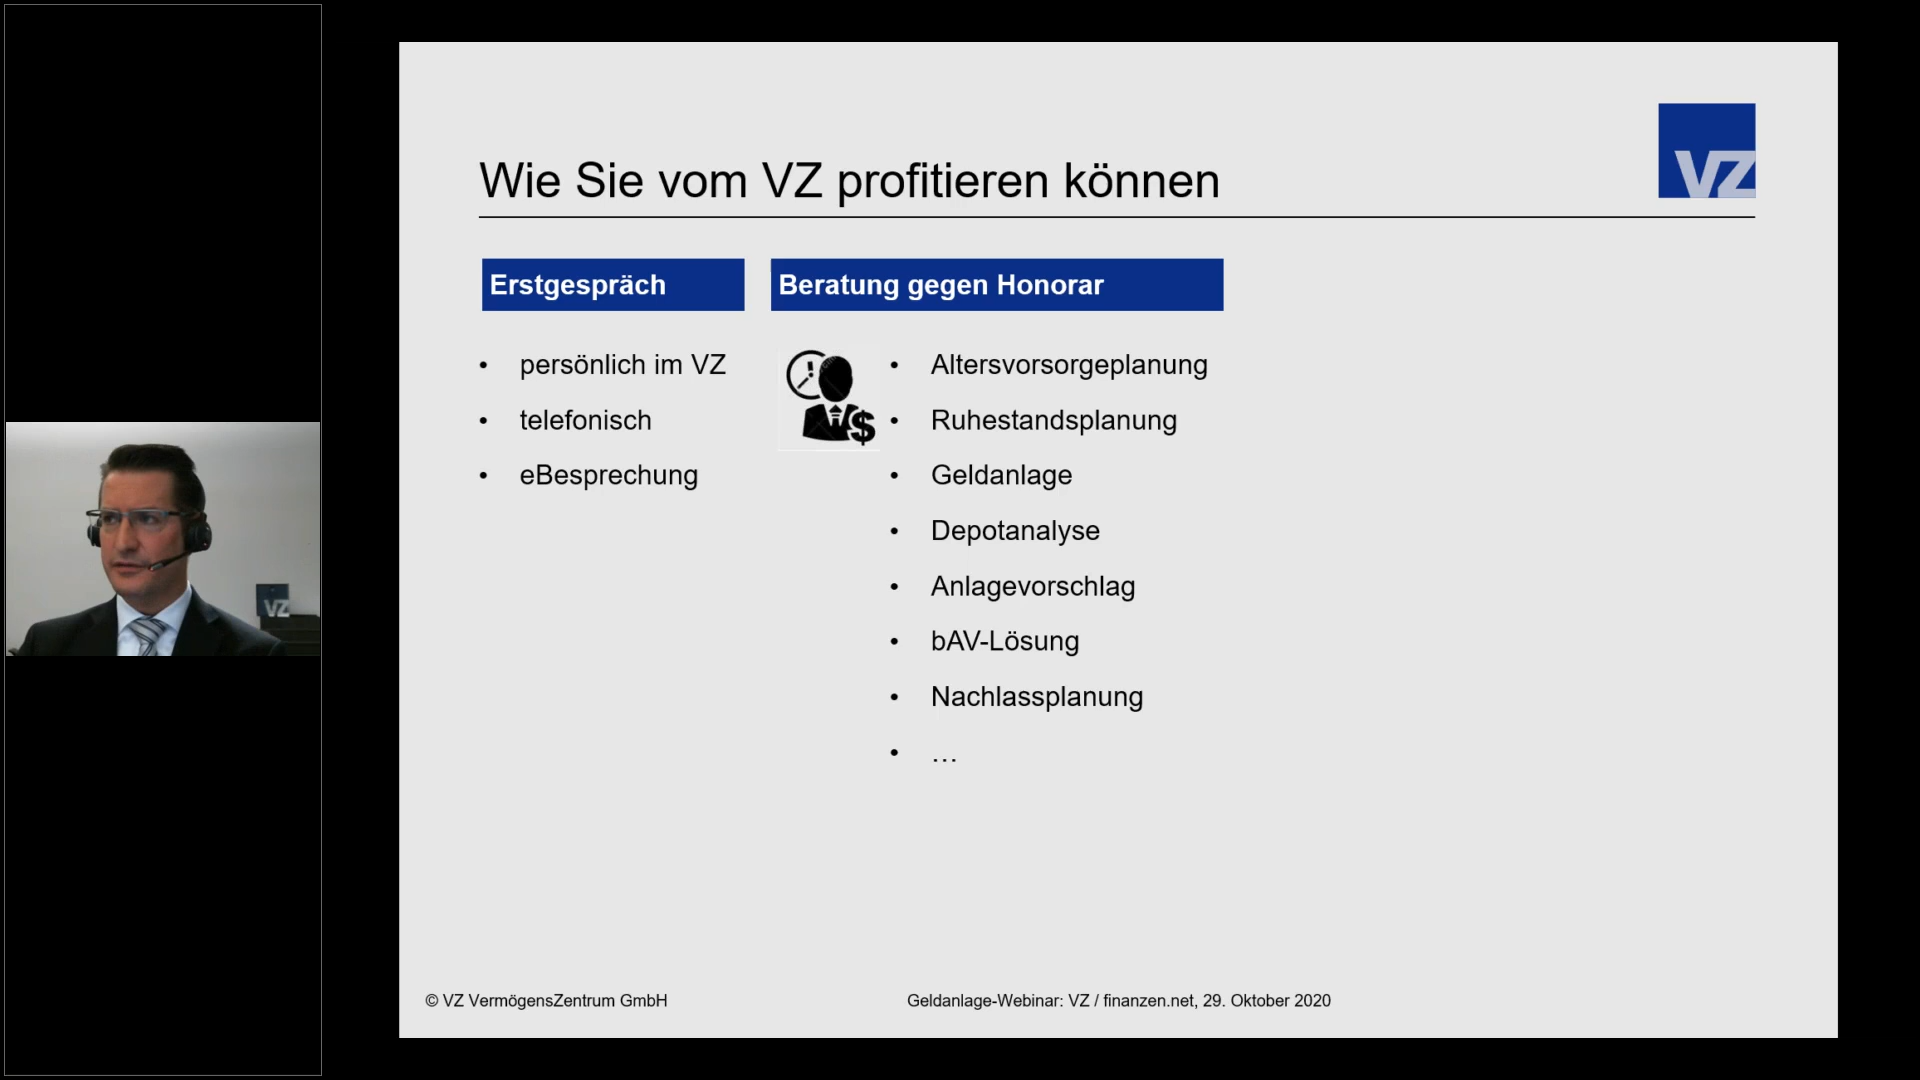 Wie Sie vom VZ profitieren können
VZ
Erstgespräch
• persönlich im VZ
• telefonisch
• eBesprechung
Beratung gegen Honorar
• Altersvorsorgeplanung
• Ruhestandsplanung
• Geldanlage
• Depotanalyse
• Anlagevorschlag
• bAV-Lösung
• Nachlassplanung
• …
$
VZ
© VZ VermögensZentrum GmbH
Geldanlage-Webinar: VZ / finanzen.net, 29. Oktober 2020